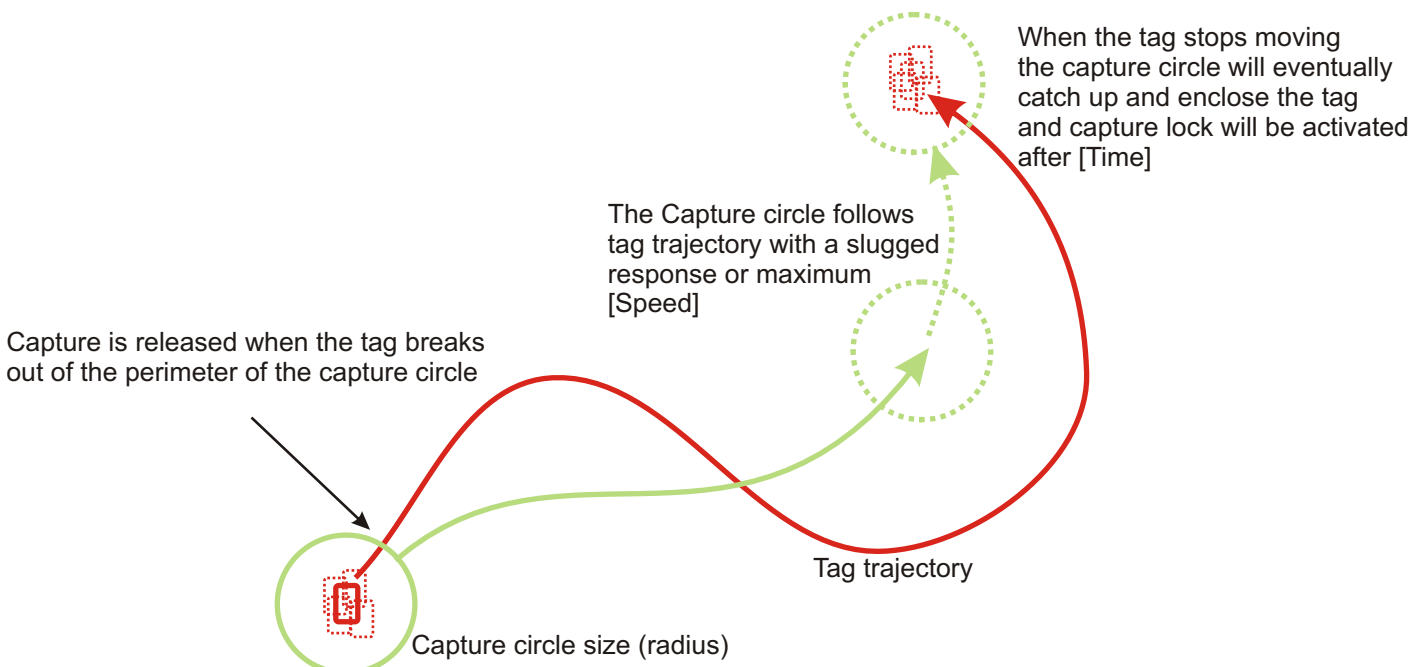 When the tag stops moving
the capture circle will eventually
catch up and enclose the tag
and capture lock will be activated
after [Time]
The Capture circle follows
tag trajectory with a slugged
response or maximum
[Speed]
Capture is released when the tag breaks
out of the perimeter of the capture circle
Tag trajectory
Capture circle size (radius)